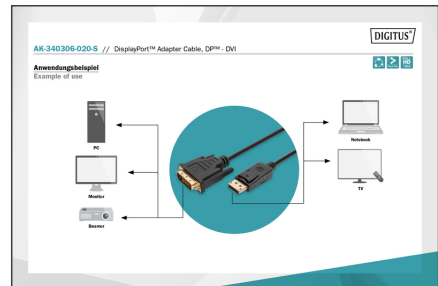 DIGITUS®
AK-340306-020-S // DisplayPort™ Adapter Cable, DP™ - DVI
Anwendungsbeispiel
Example of use
PC
Monitor
Beamer
Notebook
TV